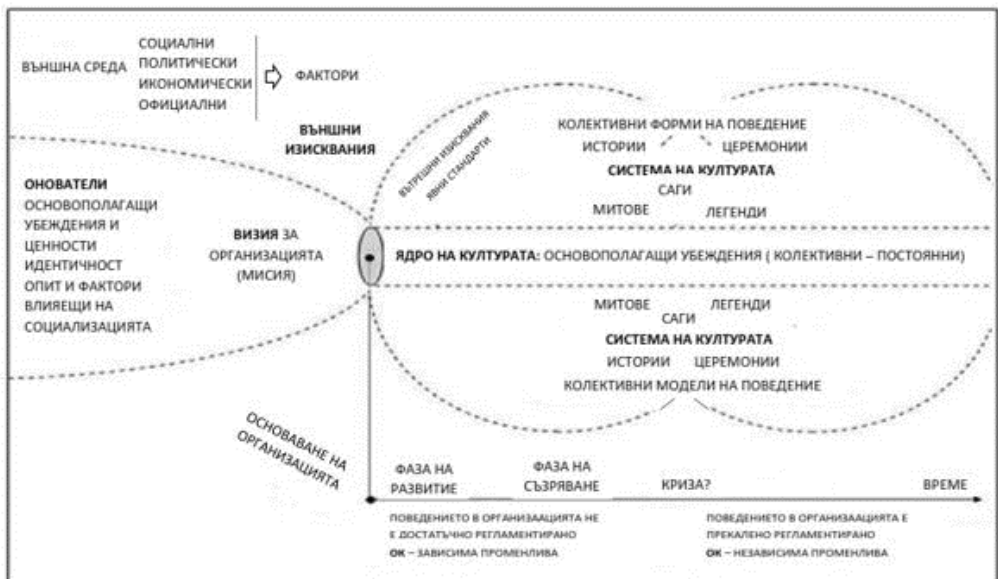 СОЦИАЛНИ
ВЪНШНА СРЕДА
ПОЛИТИЧЕСКИ
ИКОНОМИЧЕСКИ
ОФИЦИАЛНИ
ФАКТОРИ
ВЪНШНИ
ИЗИСКВАНИЯ
ВЪТРЕШНИ ИЗИСКВАНИЯ
ЯВНИ СТАНДАРТИ
КОЛЕКТИВНИ ФОРМИ НА ПОВЕДЕНИЕ
ИСТОРИИ ЦЕРЕМОНИИ
СИСТЕМА НА КУЛТУРАТА
САГИ
МИТОВЕ ЛЕГЕНДИ
ОНОВАТЕЛИ
ОСНОВОПОЛАГАЩИ
УБЕЖДЕНИЯ И
ЦЕННОСТИ
ИДЕНТИЧНОСТ
ОПИТ И ФАКТОРИ
ВЛИЯЕЩИ НА
СОЦИАЛИЗАЦИЯТА
ВИЗИЯ ЗА
ОРГАНИЗАЦИЯТА
(МИСИЯ)
ЯДРО НА КУЛТУРАТА: ОСНОВОПОЛАГАЩИ УБЕЖДЕНИЯ ( КОЛЕКТИВНИ – ПОСТОЯННИ)
МИТОВЕ ЛЕГЕНДИ
САГИ
СИСТЕМА НА КУЛТУРАТА
ИСТОРИИ ЦЕРЕМОНИИ
КОЛЕКТИВНИ МОДЕЛИ НА ПОВЕДЕНИЕ
ОСНОВАВАНЕ НА
ОРГАНИЗАЦИЯТА
ФАЗА НА
РАЗВИТИЕ
ФАЗА НА
СЪЗРЯВАНЕ
КРИЗА?
ВРЕМЕ
ПОВЕДЕНИЕТО В ОРГАНИЗААЦИЯТА НЕ
Е ДОСТАТЪЧНО РЕГЛАМЕНТИРАНО
ОК – ЗАВИСИМА ПРОМЕНЛИВА
ПОВЕДЕНИЕТО В ОРГАНИЗААЦИЯТА Е
ПРЕКАЛЕНО РЕГЛАМЕНТИРАНО
ОК – НЕЗАВИСИМА ПРОМЕНЛИВА